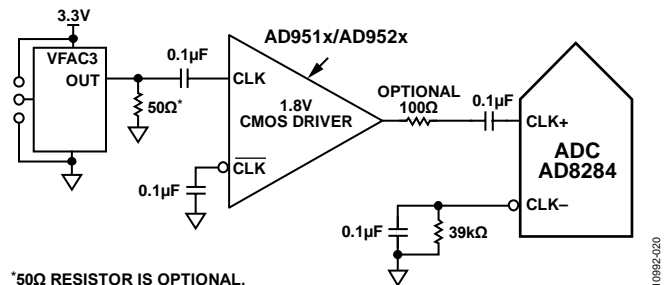 3.3V
VFAC3
OUT
0.1µF
50Ω*
AD951x/AD952x
CLK
1.8V
CMOS DRIVER
CLK
0.1µF
OPTIONAL
100Ω
0.1µF
CLK+
ADC
AD8284
CLK–
0.1µF
39kΩ
*50Ω RESISTOR IS OPTIONAL.
10992-020